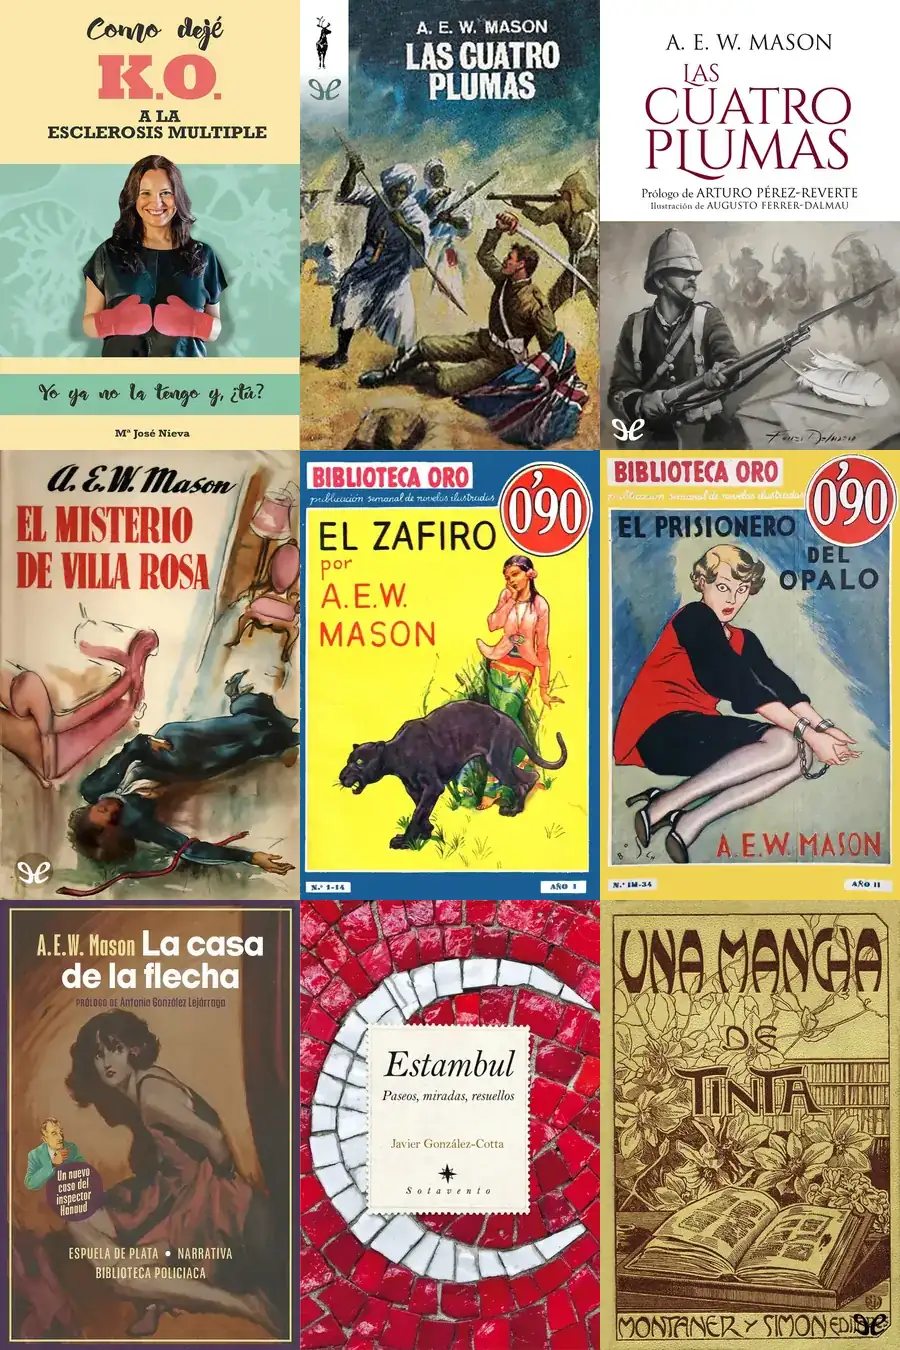 Como dejé
K.O.
A LA
ESCLEROSIS MULTIPLE
Yo ya no la tengo y, ¿tú?
Mª José Nieva
A. E. W. MASON
LAS CUATRO
PLUMAS
A. E. W. MASON
LAS
CUATRO
PLUMAS
Prólogo de ARTURO PÉREZ-REVERTE
Ilustración de AUGUSTO FERRER-DALMAU
A. E. W. Mason
EL MISTERIO
DE VILLA ROSA
BIBLIOTECA ORO
publicación semanal de novelas ilustradas
0'90
EL ZAFIRO
por
A.E.W.
MASON
N.º 1-14
AÑO I
BIBLIOTECA ORO
publicación semanal de novelas ilustradas
0'90
EL PRISIONERO
DEL
OPALO
A.E.W. MASON
N.º III-34
AÑO II
A.E.W. Mason La casa
de la flecha
PRÓLOGO DE Antonio González Lejárraga
Un nuevo
caso del
inspector
Hanaud
ESPUELA DE PLATA • NARRATIVA
BIBLIOTECA POLICIACA
Estambul
Paseos, miradas, resuellos
Javier González-Cotta
Sotavento
UNA MANCHA
DE
TINTA
MONTANER Y SIMON